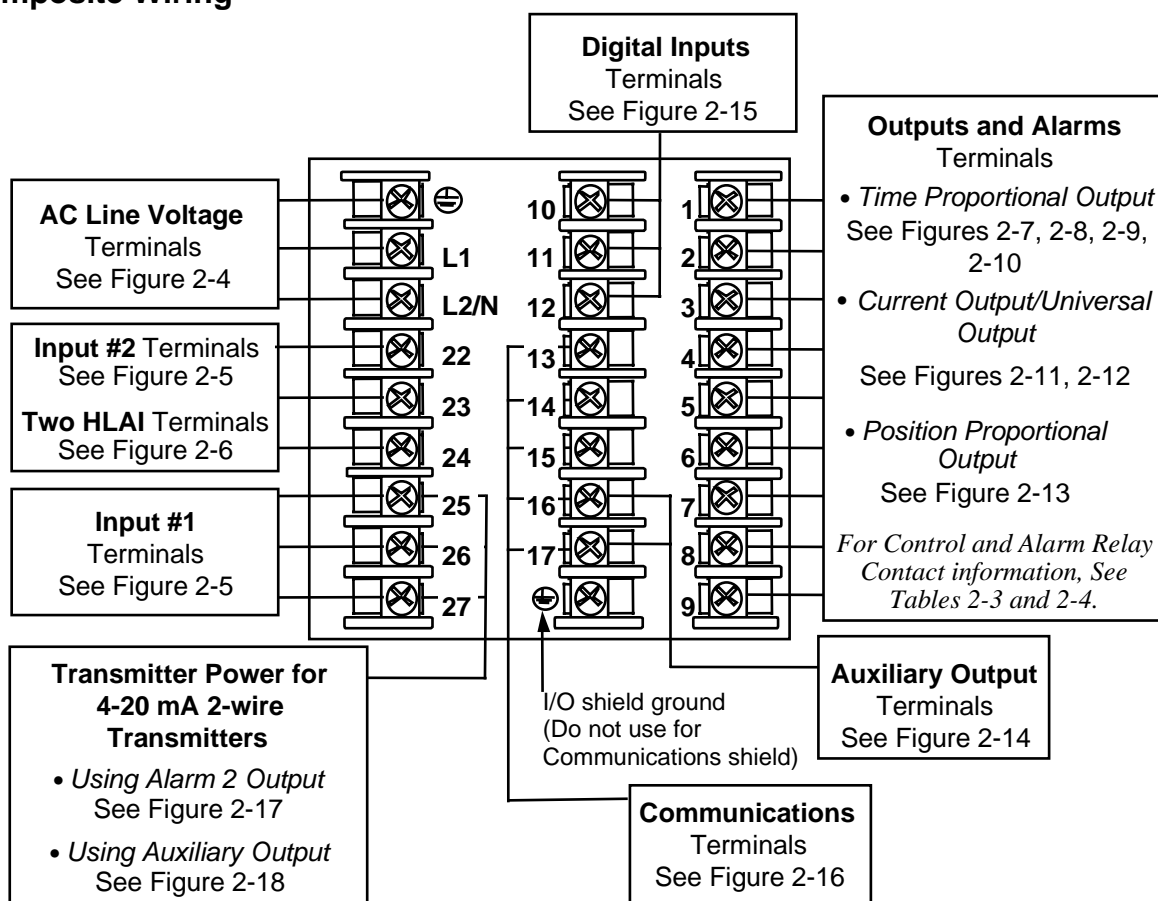 Digital Inputs
Terminals
See Figure 2-15
Outputs and Alarms
Terminals
• Time Proportional Output
See Figures 2-7, 2-8, 2-9,
2-10
• Current Output/Universal
Output
See Figures 2-11, 2-12
• Position Proportional
Output
See Figure 2-13
For Control and Alarm Relay
Contact information, See
Tables 2-3 and 2-4.
AC Line Voltage
Terminals
See Figure 2-4
Input #2 Terminals
See Figure 2-5
Two HLAI Terminals
See Figure 2-6
Input #1
Terminals
See Figure 2-5
L1
L2/N
22
23
24
25
26
27
10
11
12
13
14
15
16
17
1
2
3
4
5
6
7
8
9
Transmitter Power for
4-20 mA 2-wire
Transmitters
• Using Alarm 2 Output
See Figure 2-17
• Using Auxiliary Output
See Figure 2-18
I/O shield ground
(Do not use for
Communications shield)
Auxiliary Output
Terminals
See Figure 2-14
Communications
Terminals
See Figure 2-16